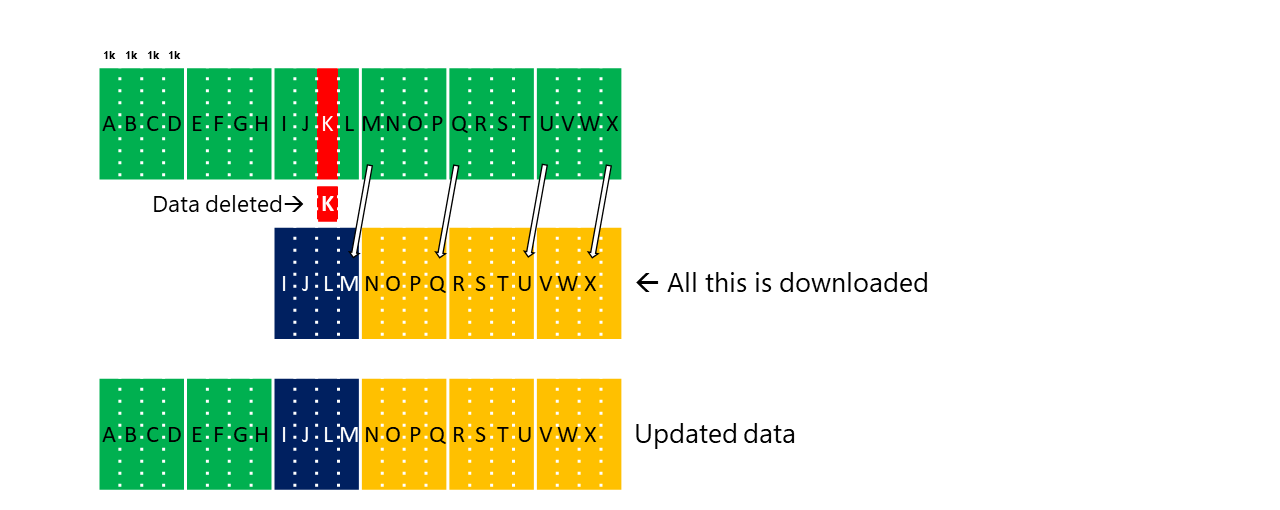 1k 1k 1k 1k
A B C D E F G H I J K L M N O P Q R S T U V W X
Data deleted→ K
I J L M N O P Q R S T U V W X ← All this is downloaded
A B C D E F G H I J L M N O P Q R S T U V W X Updated data